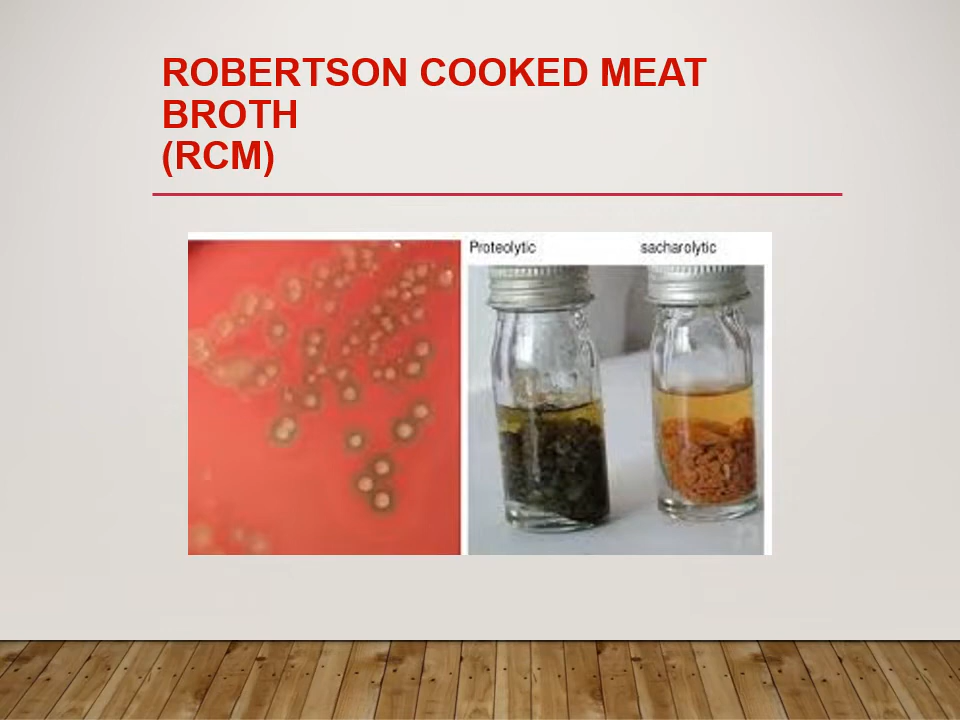 ROBERTSON COOKED MEAT
BROTH
(RCM)
Proteolytic
sacharolytic